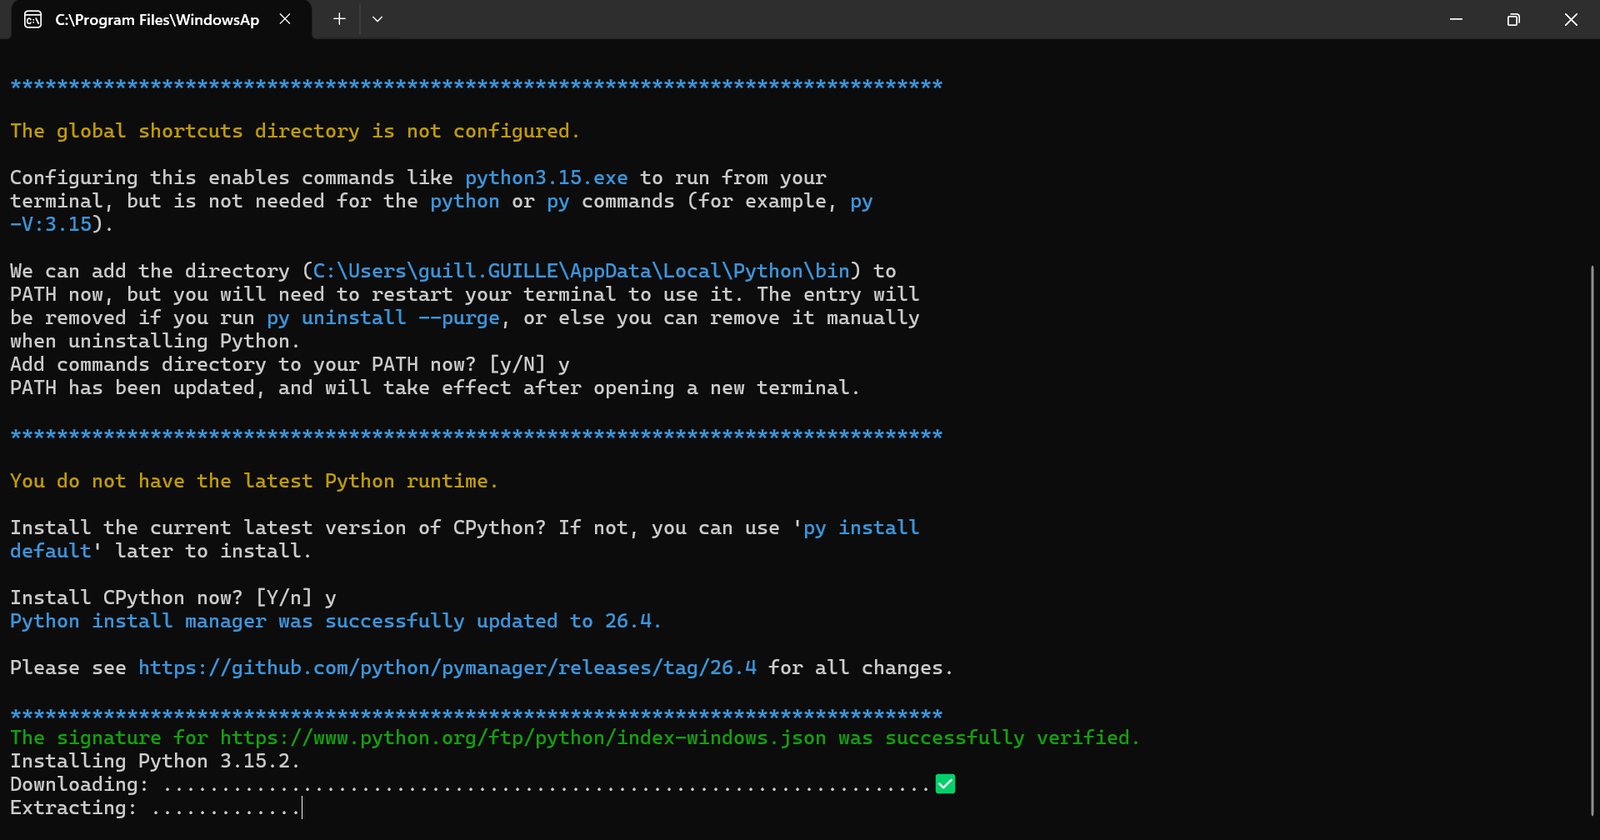 C:\Program Files\WindowsAp
********************************************************************************
The global shortcuts directory is not configured.
Configuring this enables commands like python3.15.exe to run from your
terminal, but is not needed for the python or py commands (for example, py
-V:3.15).
We can add the directory (C:\Users\guill.GUILLE\AppData\Local\Python\bin) to
PATH now, but you will need to restart your terminal to use it. The entry will
be removed if you run py uninstall --purge, or else you can remove it manually
when uninstalling Python.
Add commands directory to your PATH now? [y/N] y
PATH has been updated, and will take effect after opening a new terminal.
********************************************************************************
You do not have the latest Python runtime.
Install the current latest version of CPython? If not, you can use 'py install
default' later to install.
Install CPython now? [Y/n] y
Python install manager was successfully updated to 26.4.
Please see https://github.com/python/pymanager/releases/tag/26.4 for all changes.
********************************************************************************
The signature for https://www.python.org/ftp/python/index-windows.json was successfully verified.
Installing Python 3.15.2.
Downloading: ..................................................................✅
Extracting: .............